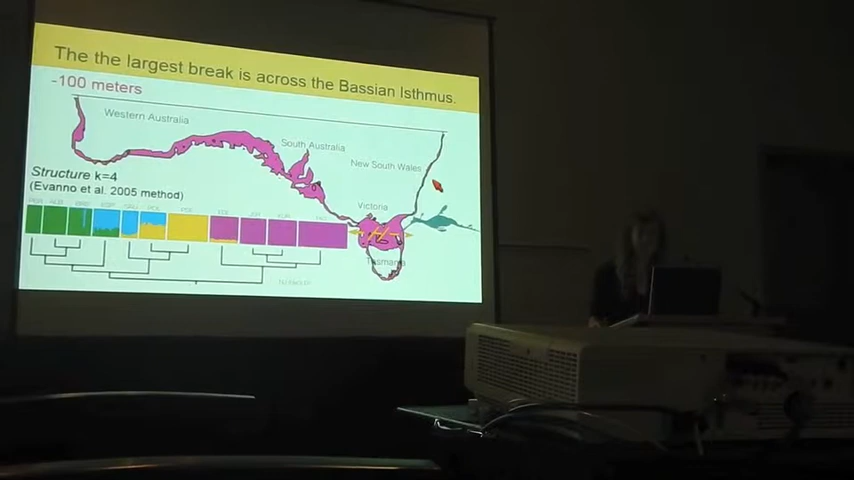 The the largest break is across the Bassian Isthmus.
-100 meters
Western Australia
South Australia
New South Wales
Structure k=4
(Evanno et al. 2005 method)
Victoria
Tasmania